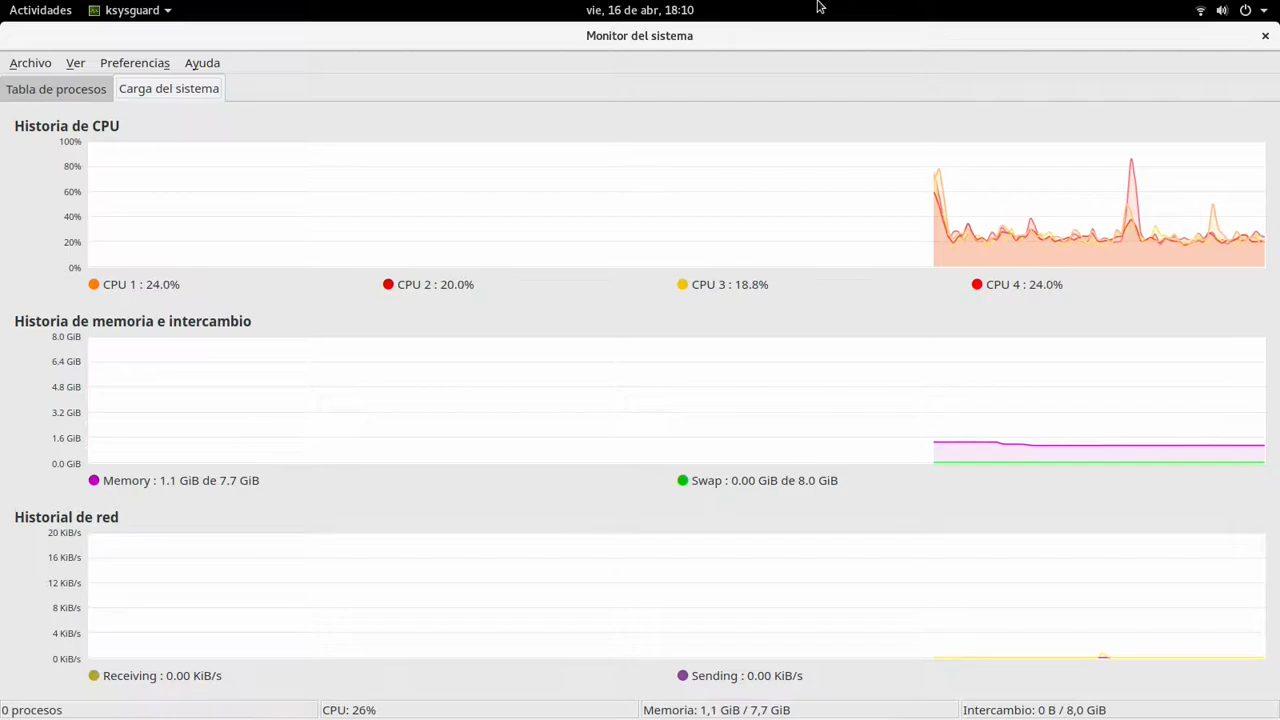 Actividades ksysguard vie, 16 de abr, 18:10
Monitor del sistema
Archivo Ver Preferencias Ayuda
Tabla de procesos Carga del sistema
Historia de CPU
100%
80%
60%
40%
20%
0%
CPU 1 : 24.0% CPU 2 : 20.0% CPU 3 : 18.8% CPU 4 : 24.0%
Historia de memoria e intercambio
8.0 GiB
6.4 GiB
4.8 GiB
3.2 GiB
1.6 GiB
0.0 GiB
Memory : 1.1 GiB de 7.7 GiB Swap : 0.00 GiB de 8.0 GiB
Historial de red
20 KiB/s
16 KiB/s
12 KiB/s
8 KiB/s
4 KiB/s
0 KiB/s
Receiving : 0.00 KiB/s Sending : 0.00 KiB/s
0 procesos CPU: 26% Memoria: 1,1 GiB / 7,7 GiB Intercambio: 0 B / 8,0 GiB